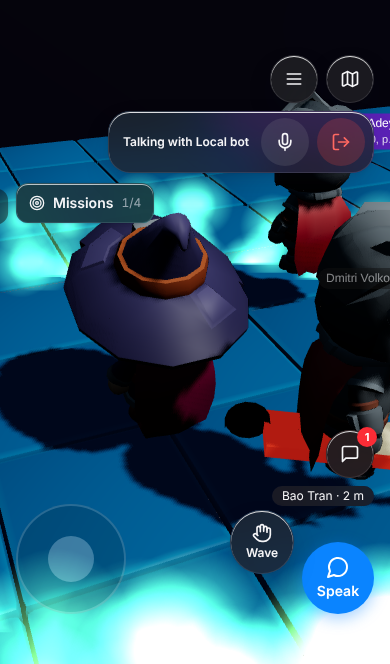 Talking with Local bot
Missions 1/4
Dmitri Volko
1
Bao Tran · 2 m
Wave
Speak